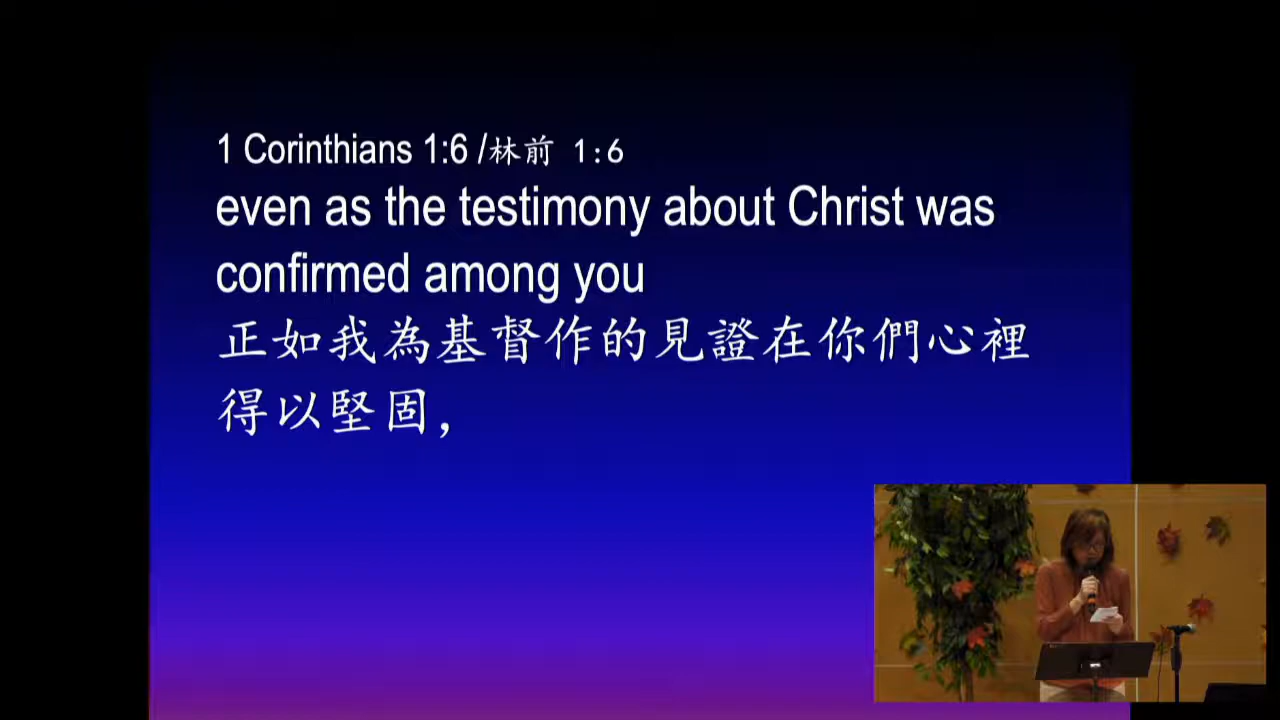 1 Corinthians 1:6 /林前 1:6
even as the testimony about Christ was
confirmed among you
正如我為基督作的見證在你們心裡
得以堅固,